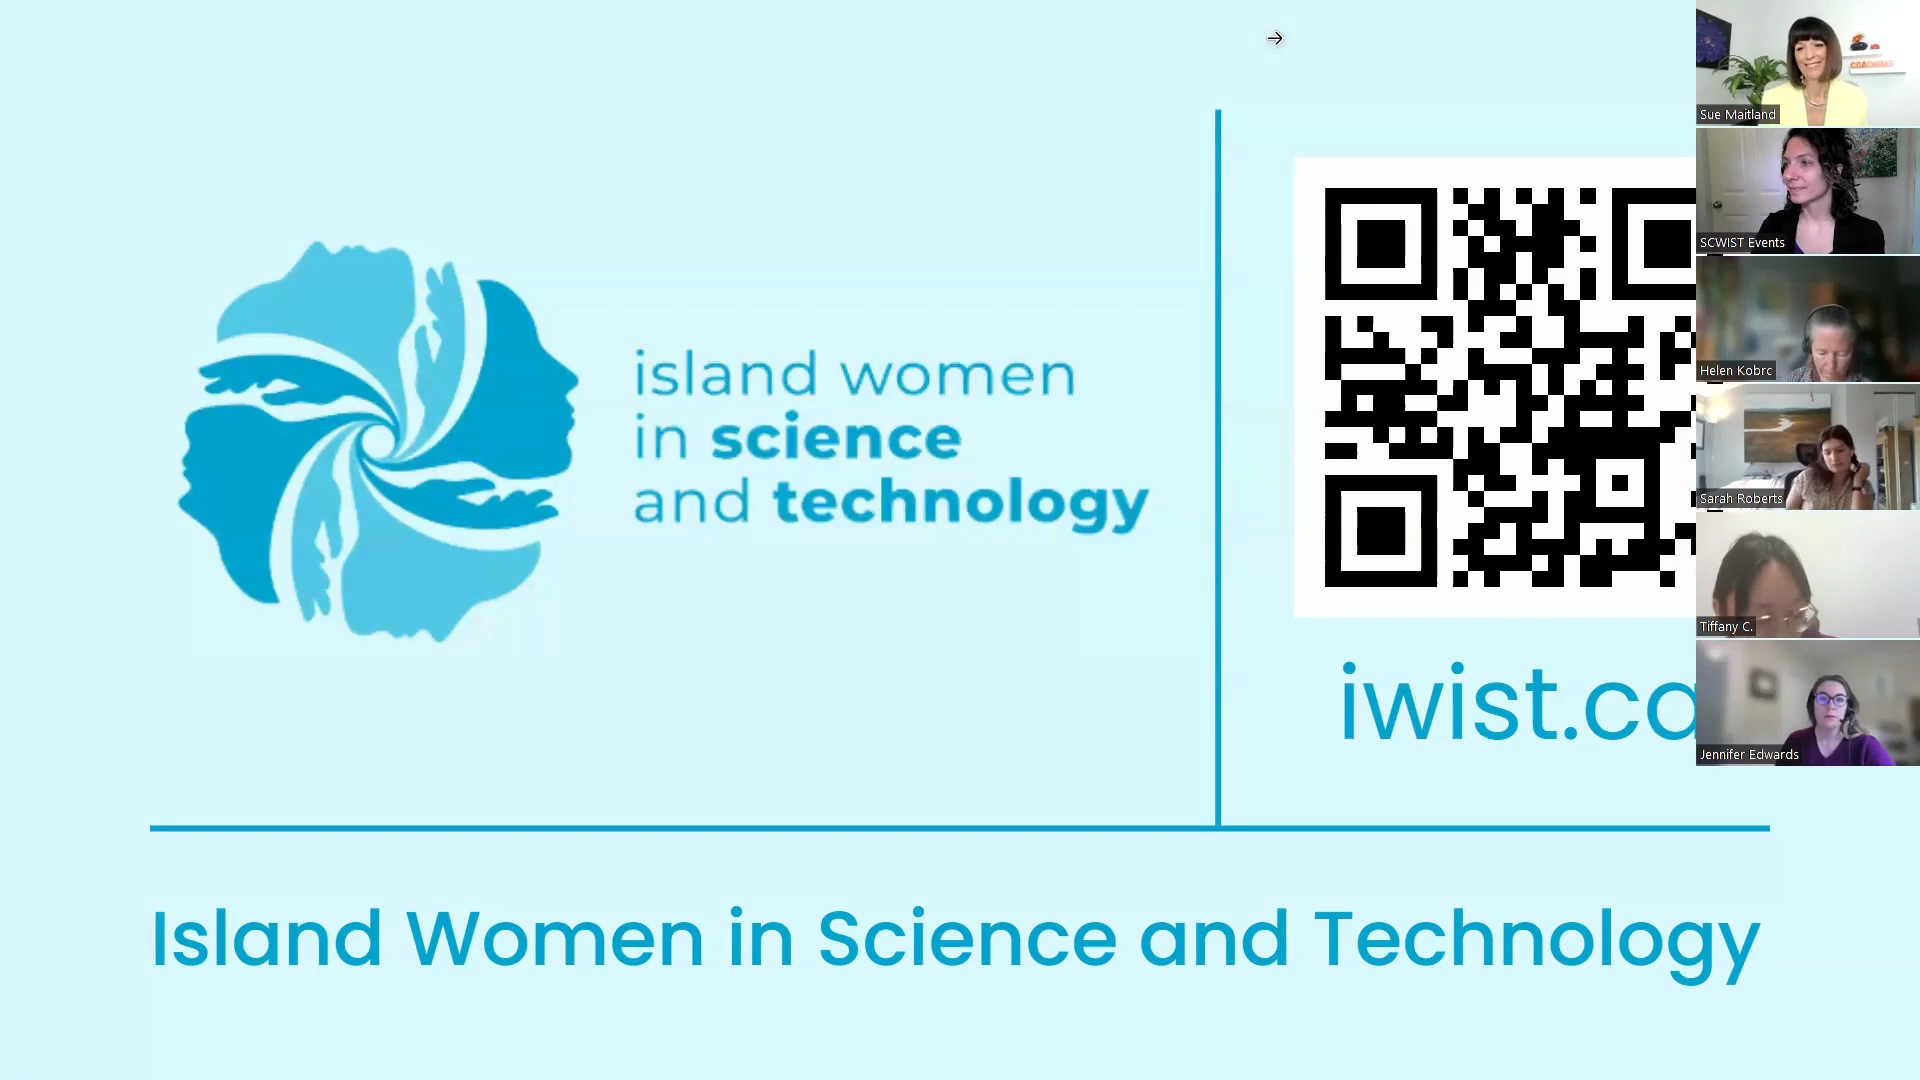 island women
in science
and technology
iwist.ca
Island Women in Science and Technology
COACHING
Sue Maitland
SCWIST Events
Helen Kobrc
Sarah Roberts
Tiffany C.
Jennifer Edwards